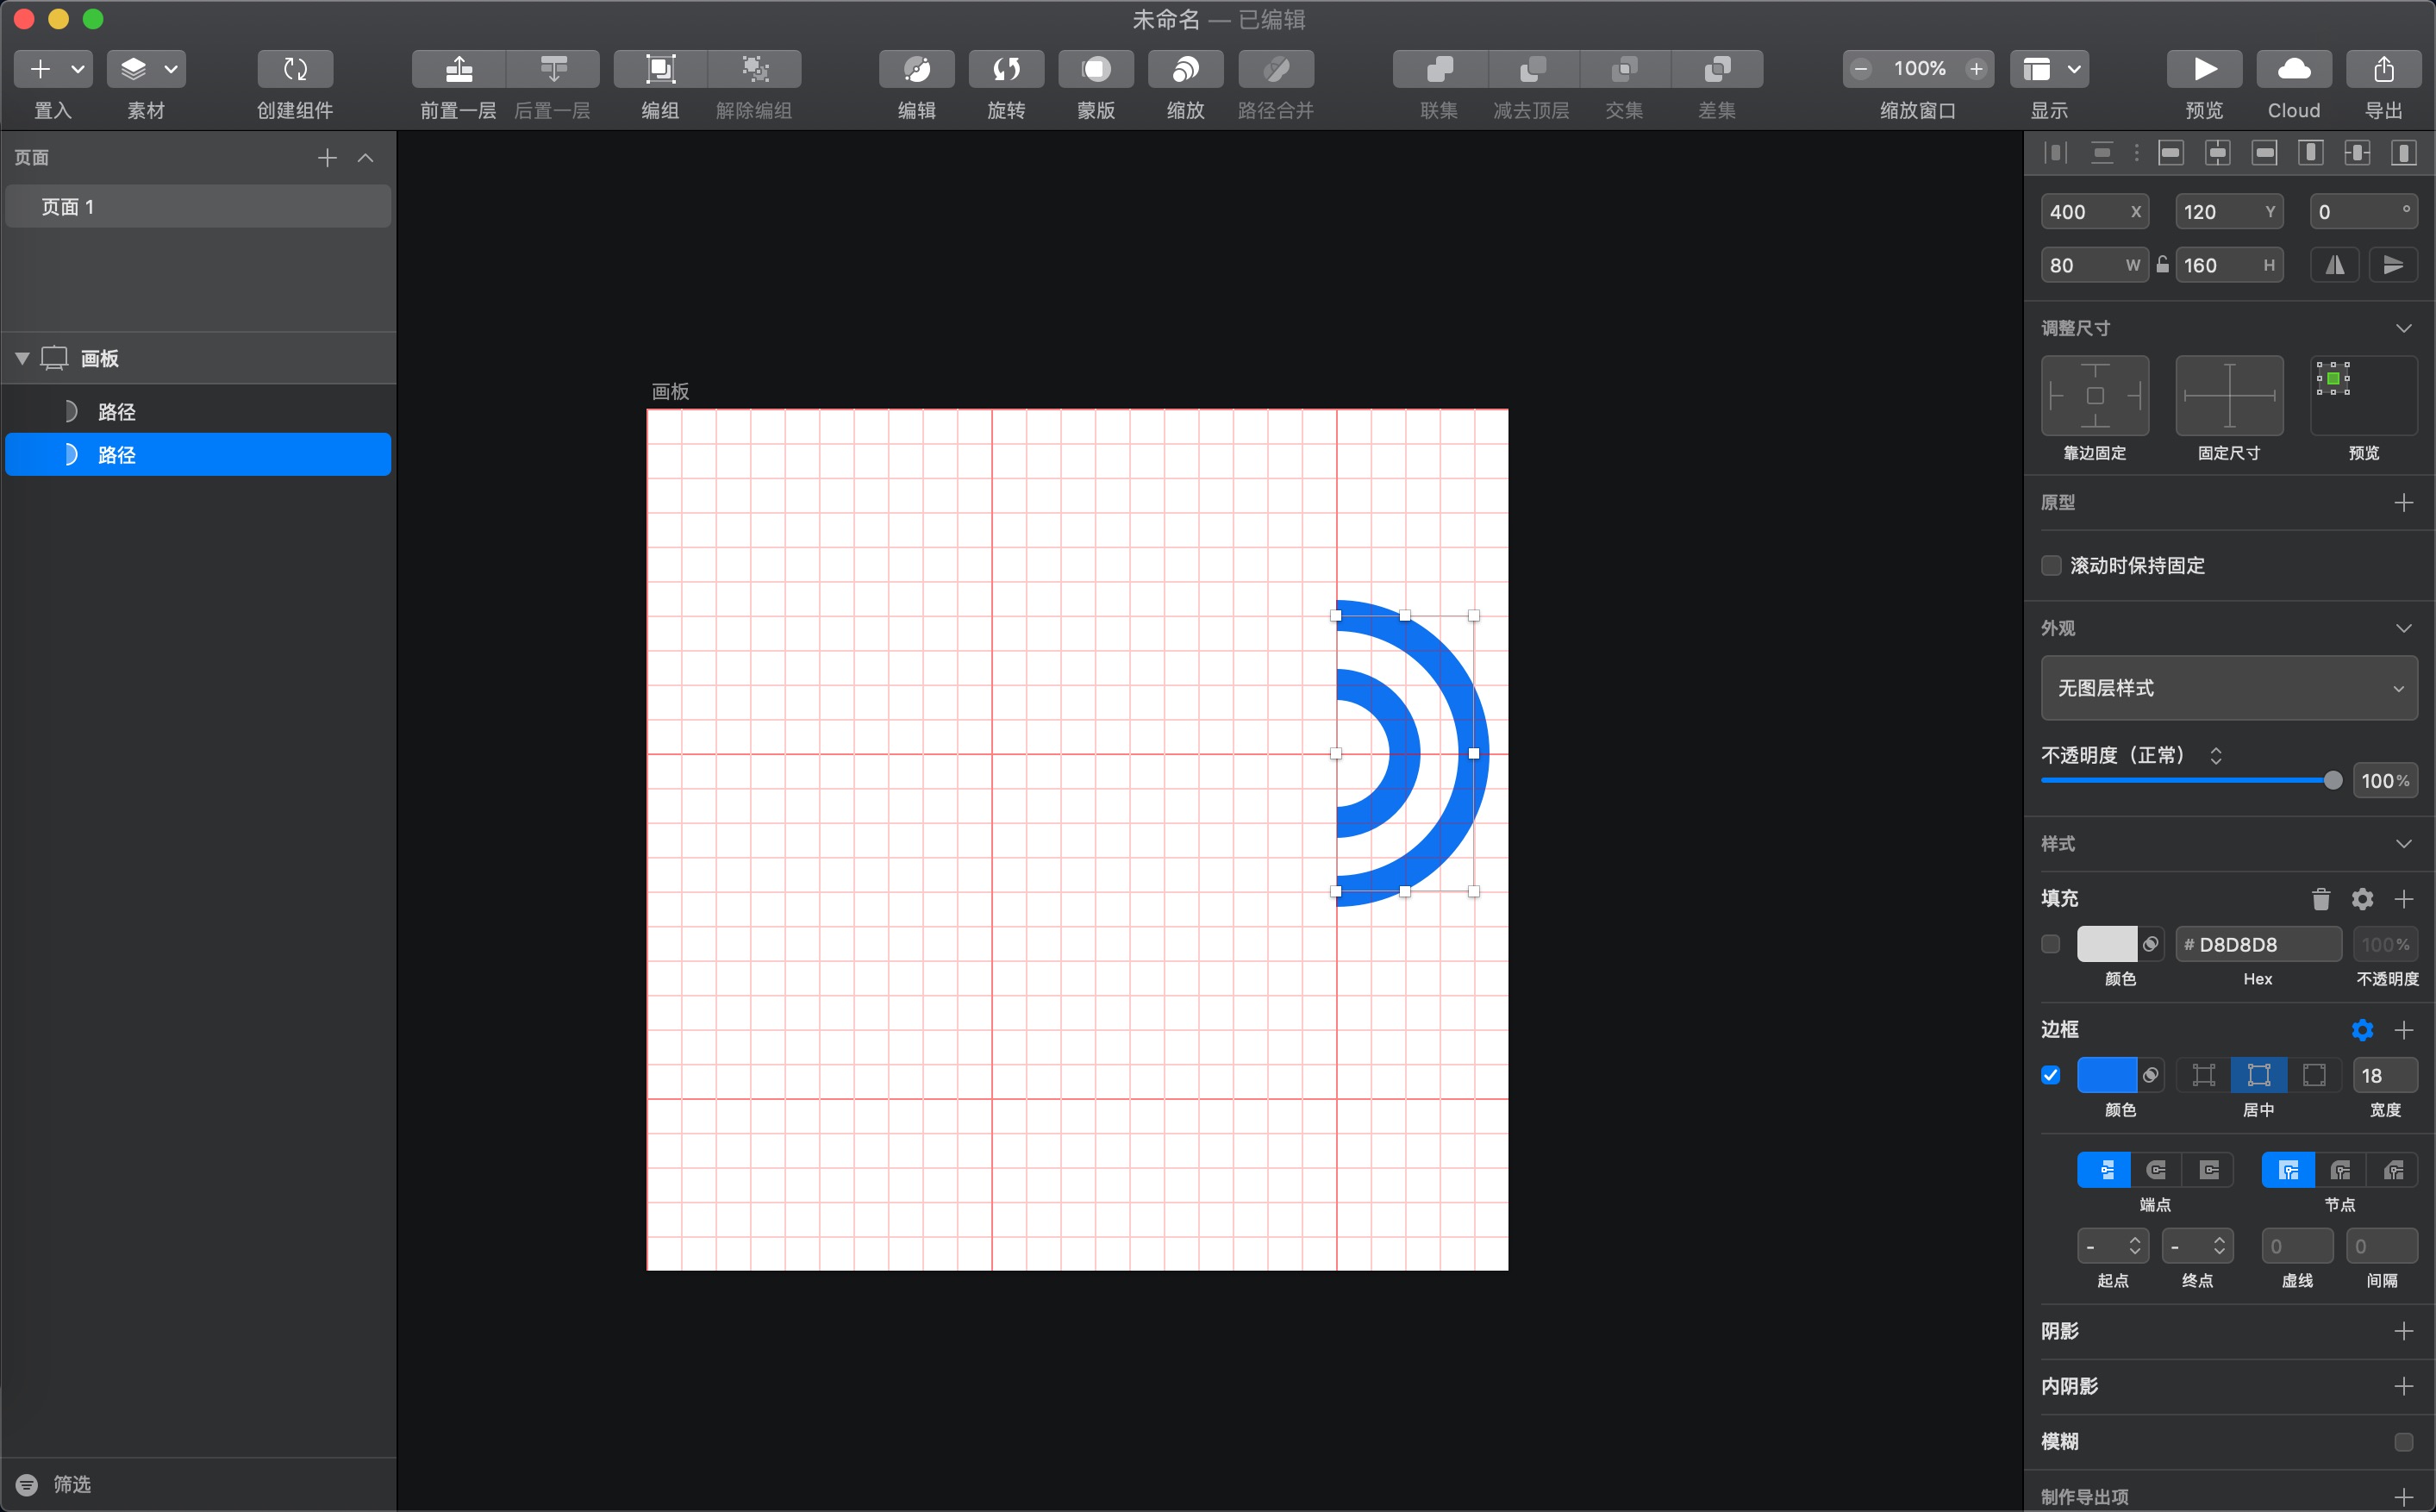 未命名 — 已编辑
100%
置入 素材 创建组件 前置一层 后置一层 编组 解除编组 编辑 旋转 蒙版 缩放 路径合并 联集 减去顶层 交集 差集 缩放窗口 显示 预览 Cloud 导出
页面
页面 1
画板
路径
路径
筛选
画板
400 X 120 Y 0 °
80 W 160 H
调整尺寸
靠边固定 固定尺寸 预览
原型
滚动时保持固定
外观
无图层样式
不透明度（正常）
100%
样式
填充
# D8D8D8 100%
颜色 Hex 不透明度
边框
18
颜色 居中 宽度
端点 节点
- - 0 0
起点 终点 虚线 间隔
阴影
内阴影
模糊
制作导出项